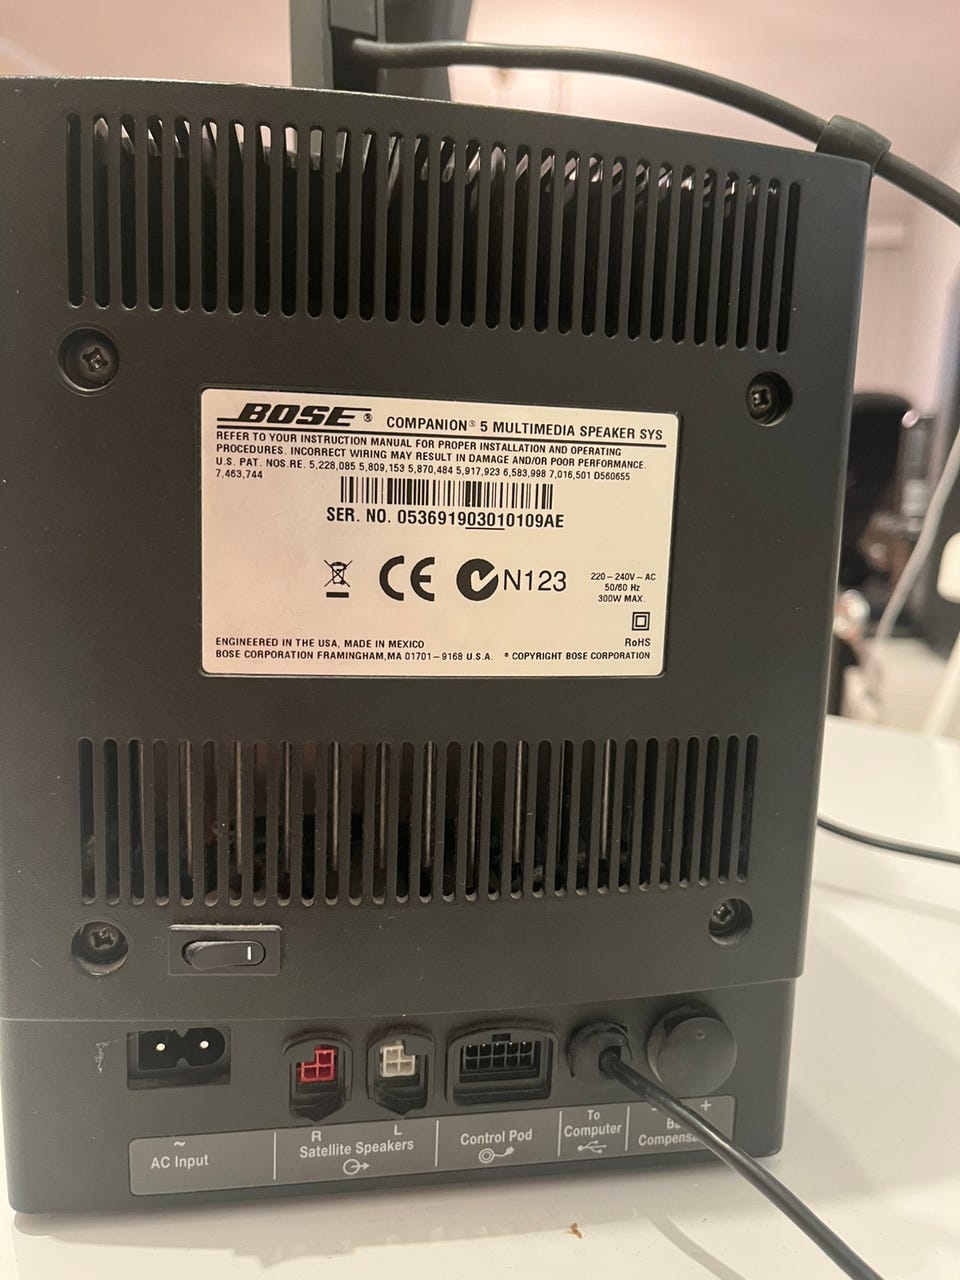 BOSE® COMPANION® 5 MULTIMEDIA SPEAKER SYS
REFER TO YOUR INSTRUCTION MANUAL FOR PROPER INSTALLATION AND OPERATING
PROCEDURES. INCORRECT WIRING MAY RESULT IN DAMAGE AND/OR POOR PERFORMANCE.
U.S. PAT. NOS.RE. 5,228,085 5,809,153 5,870,484 5,917,923 6,583,998 7,016,501 D560655
7,463,744
SER. NO. 053691903010109AE
CE N123
220-240V~AC
50/60 Hz
300W MAX.
RoHS
ENGINEERED IN THE USA, MADE IN MEXICO
BOSE CORPORATION FRAMINGHAM,MA 01701-9168 U.S.A. ® COPYRIGHT BOSE CORPORATION
~
AC Input
R L
Satellite Speakers
Control Pod
To
Computer
- +